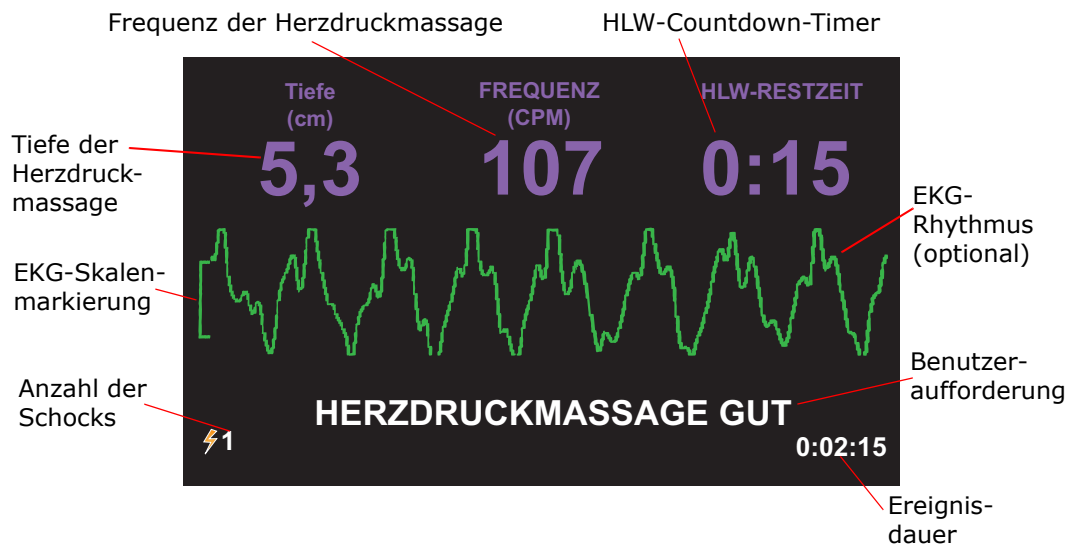 Frequenz der Herzdruckmassage
HLW-Countdown-Timer
Tiefe
(cm)
FREQUENZ
(CPM)
HLW-RESTZEIT
5,3
107
0:15
Tiefe der
Herzdruck-
massage
EKG-
Rhythmus
(optional)
EKG-Skalen-
markierung
Benutzer-
aufforderung
Anzahl der
Schocks
HERZDRUCKMASSAGE GUT
1
0:02:15
Ereignis-
dauer